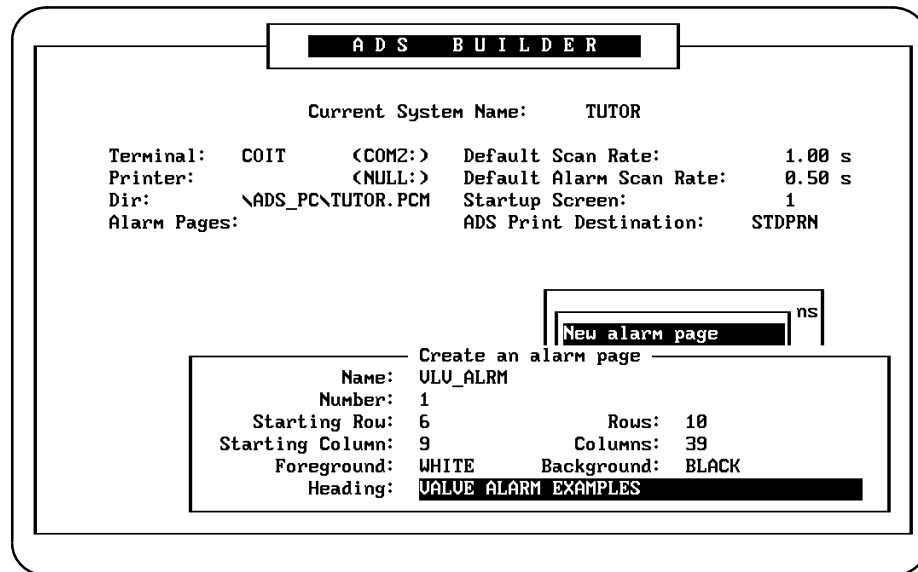 ADS BUILDER
Current System Name: TUTOR
Terminal: COIT (COM2:) Default Scan Rate: 1.00 s
Printer: (NULL:) Default Alarm Scan Rate: 0.50 s
Dir: \ADS_PC\TUTOR.PCM Startup Screen: 1
Alarm Pages: ADS Print Destination: STDPRN
ns
New alarm page
Create an alarm page
Name: VLV_ALRM
Number: 1
Starting Row: 6 Rows: 10
Starting Column: 9 Columns: 39
Foreground: WHITE Background: BLACK
Heading: VALVE ALARM EXAMPLES